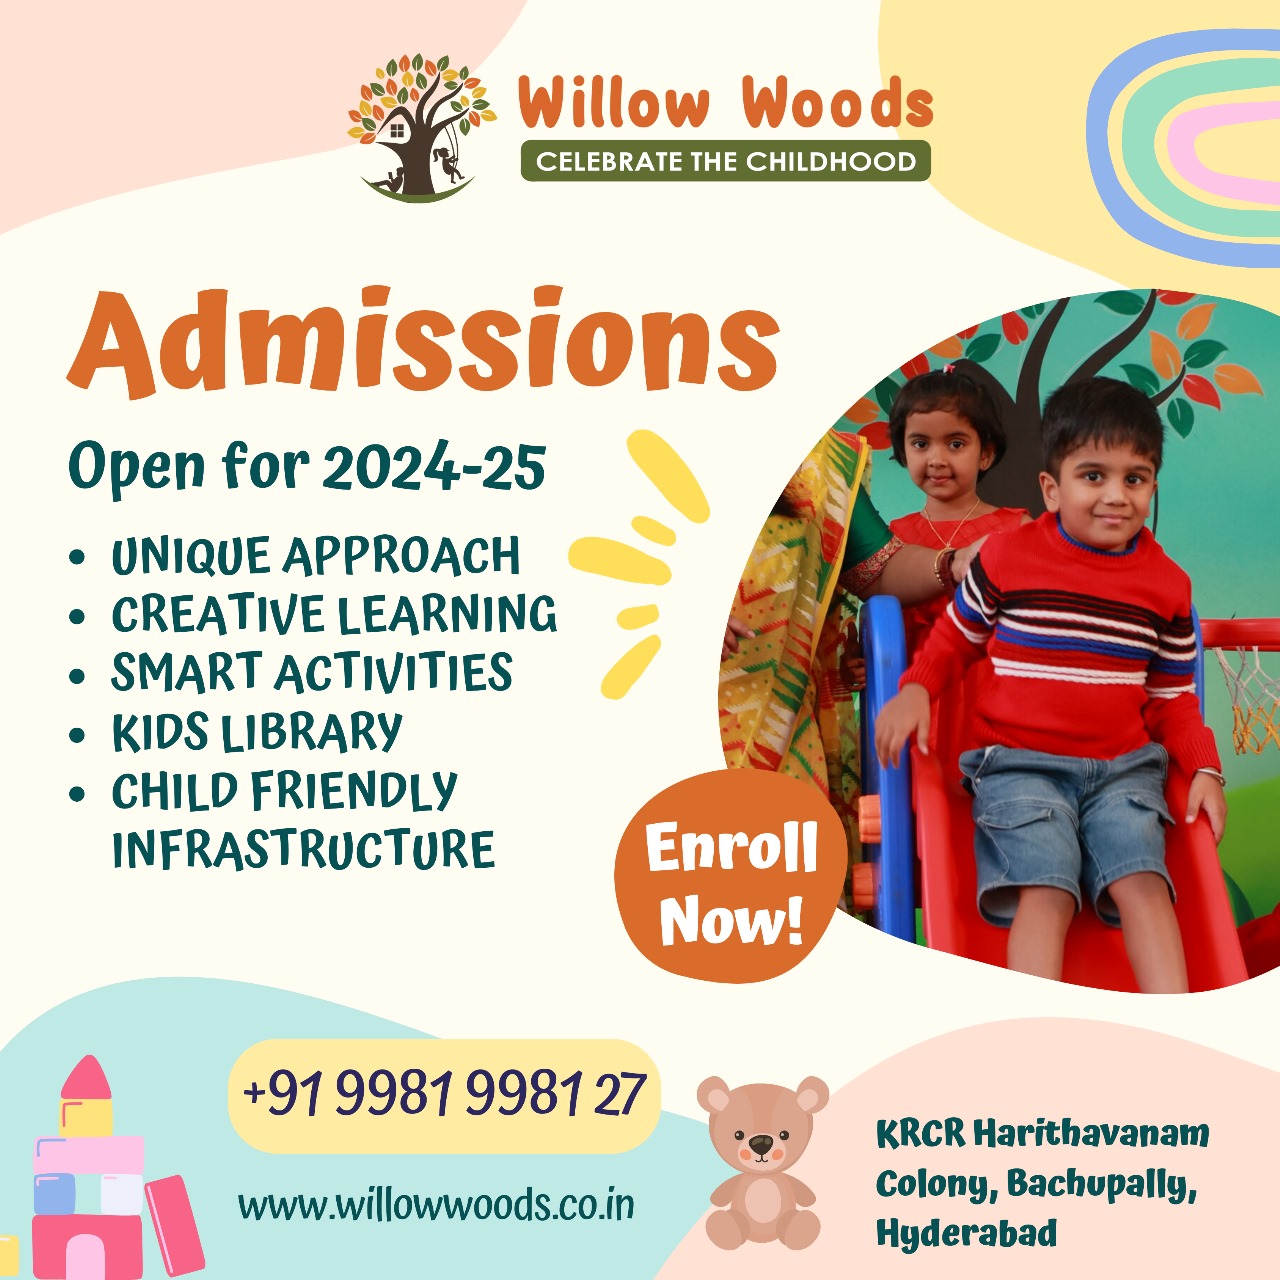 Willow Woods
CELEBRATE THE CHILDHOOD
Admissions
Open for 2024-25
• UNIQUE APPROACH
• CREATIVE LEARNING
• SMART ACTIVITIES
• KIDS LIBRARY
• CHILD FRIENDLY
INFRASTRUCTURE
Enroll
Now!
+91 9981 9981 27
www.willowwoods.co.in
KRCR Harithavanam
Colony, Bachupally,
Hyderabad